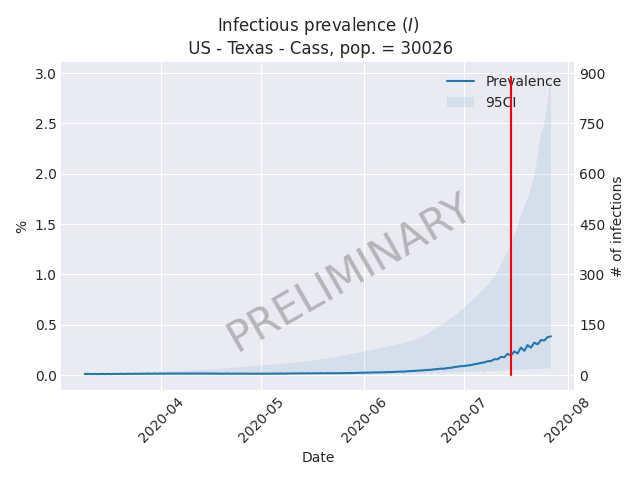 Infectious prevalence (I)
US - Texas - Cass, pop. = 30026
3.0
2.5
2.0
1.5
1.0
0.5
0.0
%
900
750
600
450
300
150
0
# of infections
Prevalence
95CI
PRELIMINARY
2020-04
2020-05
2020-06
2020-07
2020-08
Date